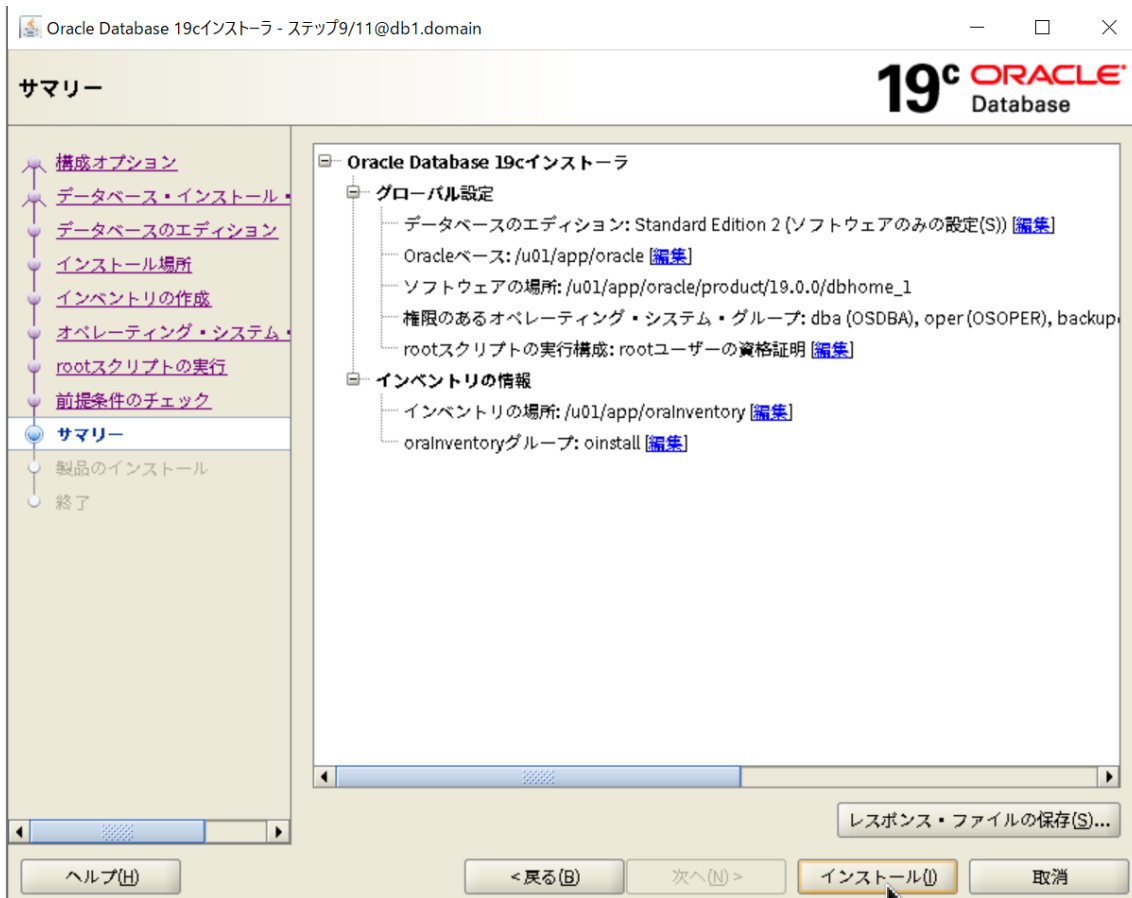 Oracle Database 19cインストーラ - ステップ9/11@db1.domain
サマリー
19c ORACLE
Database
構成オプション
データベース・インストール・
データベースのエディション
インストール場所
インベントリの作成
オペレーティング・システム・
rootスクリプトの実行
前提条件のチェック
サマリー
製品のインストール
終了
Oracle Database 19cインストーラ
グローバル設定
データベースのエディション: Standard Edition 2 (ソフトウェアのみの設定(S)) [編集]
Oracleベース: /u01/app/oracle [編集]
ソフトウェアの場所: /u01/app/oracle/product/19.0.0/dbhome_1
権限のあるオペレーティング・システム・グループ: dba (OSDBA), oper (OSOPER), backup
rootスクリプトの実行構成: rootユーザーの資格証明 [編集]
インベントリの情報
インベントリの場所: /u01/app/oraInventory [編集]
oraInventoryグループ: oinstall [編集]
レスポンス・ファイルの保存(S)...
ヘルプ(H)
<戻る(B)
次へ(N)>
インストール(I)
取消